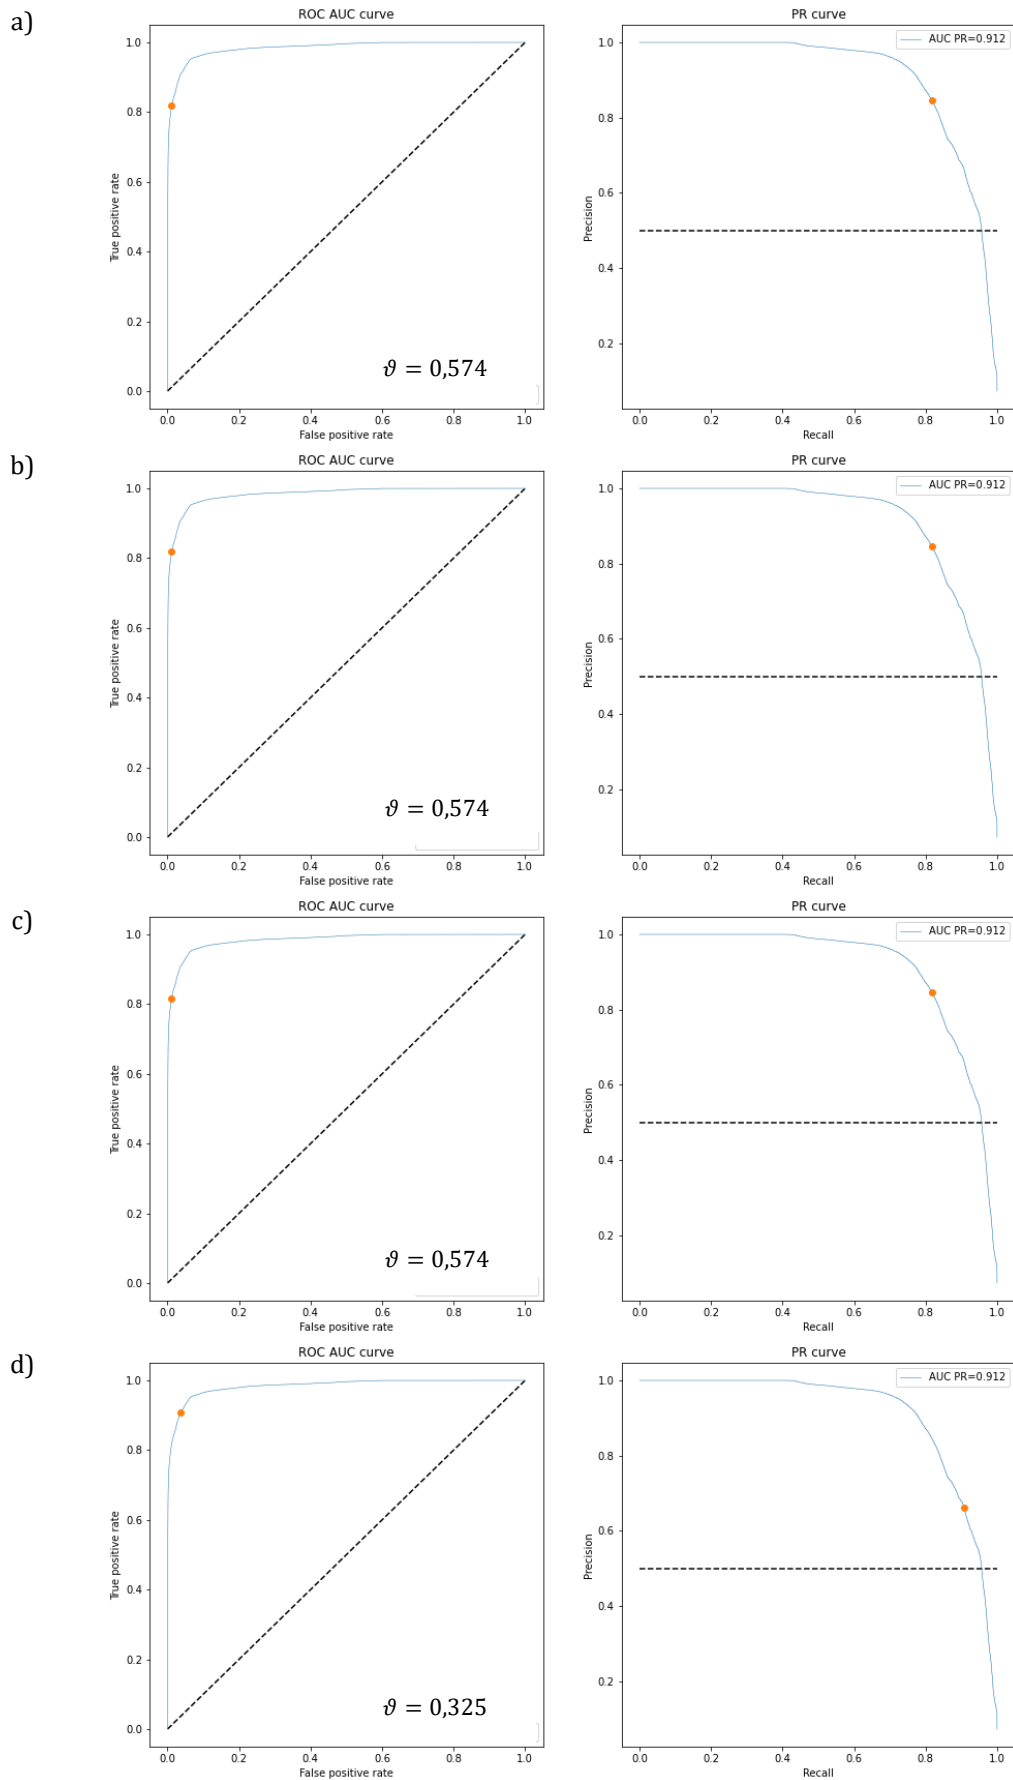 a)
ROC AUC curve
1.0
0.8
0.6
0.4
0.2
0.0
True positive rate
ϑ = 0,574
0.0 0.2 0.4 0.6 0.8 1.0
False positive rate
PR curve
AUC PR=0.912
1.0
0.8
0.6
0.4
0.2
Precision
0.0 0.2 0.4 0.6 0.8 1.0
Recall
b)
ROC AUC curve
1.0
0.8
0.6
0.4
0.2
0.0
True positive rate
ϑ = 0,574
0.0 0.2 0.4 0.6 0.8 1.0
False positive rate
PR curve
AUC PR=0.912
1.0
0.8
0.6
0.4
0.2
Precision
0.0 0.2 0.4 0.6 0.8 1.0
Recall
c)
ROC AUC curve
1.0
0.8
0.6
0.4
0.2
0.0
True positive rate
ϑ = 0,574
0.0 0.2 0.4 0.6 0.8 1.0
False positive rate
PR curve
AUC PR=0.912
1.0
0.8
0.6
0.4
0.2
Precision
0.0 0.2 0.4 0.6 0.8 1.0
Recall
d)
ROC AUC curve
1.0
0.8
0.6
0.4
0.2
0.0
True positive rate
ϑ = 0,325
0.0 0.2 0.4 0.6 0.8 1.0
False positive rate
PR curve
AUC PR=0.912
1.0
0.8
0.6
0.4
0.2
Precision
0.0 0.2 0.4 0.6 0.8 1.0
Recall